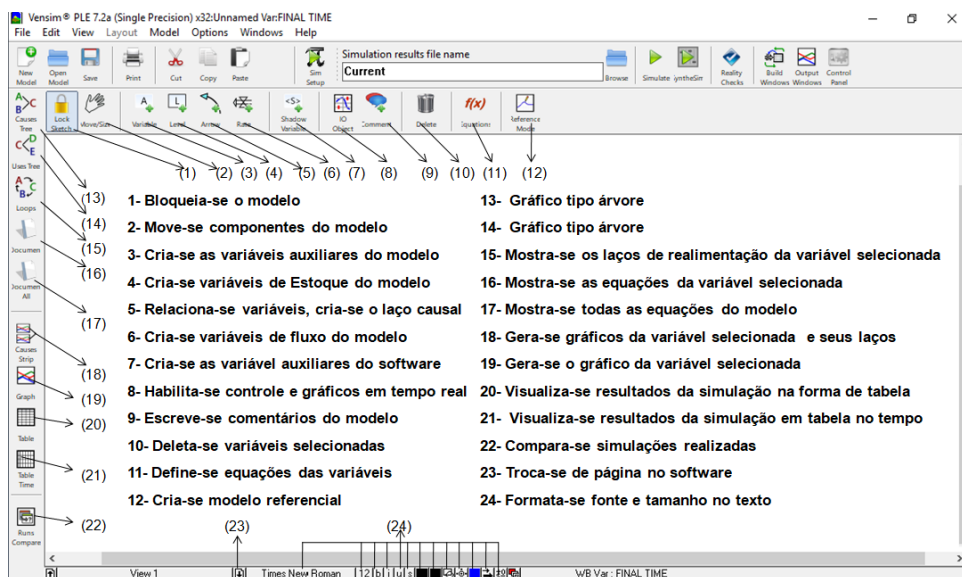 Vensim® PLE 7.2a (Single Precision) x32:Unnamed Var:FINAL TIME
File Edit View Layout Model Options Windows Help
New Model
Open Model
Save
Print
Cut
Copy
Paste
Sim Setup
Simulation results file name
Current
Browse
Simulate
SyntheSim
Reality Checks
Build Windows
Output Windows
Control Panel
Causes Tree
Lock Sketch
Move/Size
Variable
Level
Arrow
Rate
<S>
Shadow Variable
IO Object
Comment
Delete
f(x)
Equations
Reference Mode
Uses Tree
Loops
Documen
Documen All
Causes Strip
Graph
Table
Table Time
Runs Compare
(1) (2) (3) (4) (5) (6) (7) (8) (9) (10) (11) (12)
(13)
(14)
(15)
(16)
(17)
(18)
(19)
(20)
(21)
(22)
1- Bloqueia-se o modelo
2- Move-se componentes do modelo
3- Cria-se as variáveis auxiliares do modelo
4- Cria-se variáveis de Estoque do modelo
5- Relaciona-se variáveis, cria-se o laço causal
6- Cria-se variáveis de fluxo do modelo
7- Cria-se as variável auxiliares do software
8- Habilita-se controle e gráficos em tempo real
9- Escreve-se comentários do modelo
10- Deleta-se variáveis selecionadas
11- Define-se equações das variáveis
12- Cria-se modelo referencial
13- Gráfico tipo árvore
14- Gráfico tipo árvore
15- Mostra-se os laços de realimentação da variável selecionada
16- Mostra-se as equações da variável selecionada
17- Mostra-se todas as equações do modelo
18- Gera-se gráficos da variável selecionada e seus laços
19- Gera-se o gráfico da variável selecionada
20- Visualiza-se resultados da simulação na forma de tabela
21- Visualiza-se resultados da simulação em tabela no tempo
22- Compara-se simulações realizadas
23- Troca-se de página no software
24- Formata-se fonte e tamanho no texto
(23) (24)
View 1 Times New Roman 12 b i u s WB Var : FINAL TIME